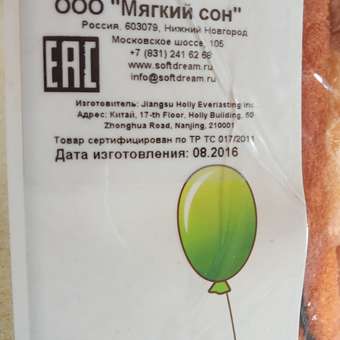 ООО "Мягкий сон"
Россия, 603079, Нижний Новгород
Московское шоссе, 105
+7 (831) 241 62 68
www.softdream.ru
info@softdream.ru
EAC
Изготовитель: Jiangsu Holly Everlasting Inc.
Адрес: Китай, 17-th Floor, Holly Building, 50
Zhonghua Road, Nanjing, 210001
Товар сертифицирован по ТР ТС 017/2011
Дата изготовления: 08.2016